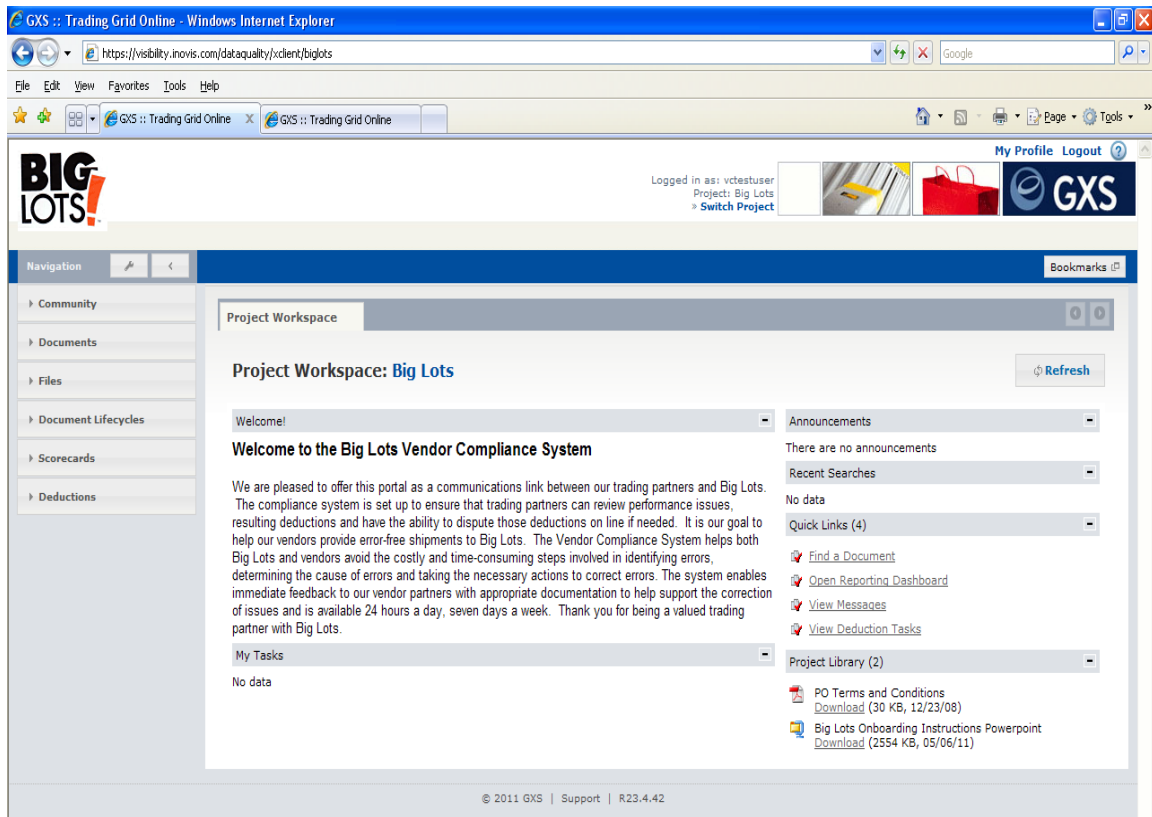 GXS :: Trading Grid Online - Windows Internet Explorer
https://visibility.inovis.com/dataquality/xclient/biglots
Google
File Edit View Favorites Tools Help
GXS :: Trading Grid Online X GXS :: Trading Grid Online
Page Tools »
My Profile Logout ?
BIG
LOTS!
Logged in as: vctestuser
Project: Big Lots
» Switch Project
GXS
Navigation
Bookmarks
Community
Documents
Files
Document Lifecycles
Scorecards
Deductions
Project Workspace
0 0
Project Workspace: Big Lots
Refresh
Welcome!
Welcome to the Big Lots Vendor Compliance System
We are pleased to offer this portal as a communications link between our trading partners and Big Lots.
The compliance system is set up to ensure that trading partners can review performance issues,
resulting deductions and have the ability to dispute those deductions on line if needed. It is our goal to
help our vendors provide error-free shipments to Big Lots. The Vendor Compliance System helps both
Big Lots and vendors avoid the costly and time-consuming steps involved in identifying errors,
determining the cause of errors and taking the necessary actions to correct errors. The system enables
immediate feedback to our vendor partners with appropriate documentation to help support the correction
of issues and is available 24 hours a day, seven days a week. Thank you for being a valued trading
partner with Big Lots.
My Tasks
No data
Announcements
There are no announcements
Recent Searches
No data
Quick Links (4)
Find a Document
Open Reporting Dashboard
View Messages
View Deduction Tasks
Project Library (2)
PO Terms and Conditions
Download (30 KB, 12/23/08)
Big Lots Onboarding Instructions Powerpoint
Download (2554 KB, 05/06/11)
© 2011 GXS | Support | R23.4.42